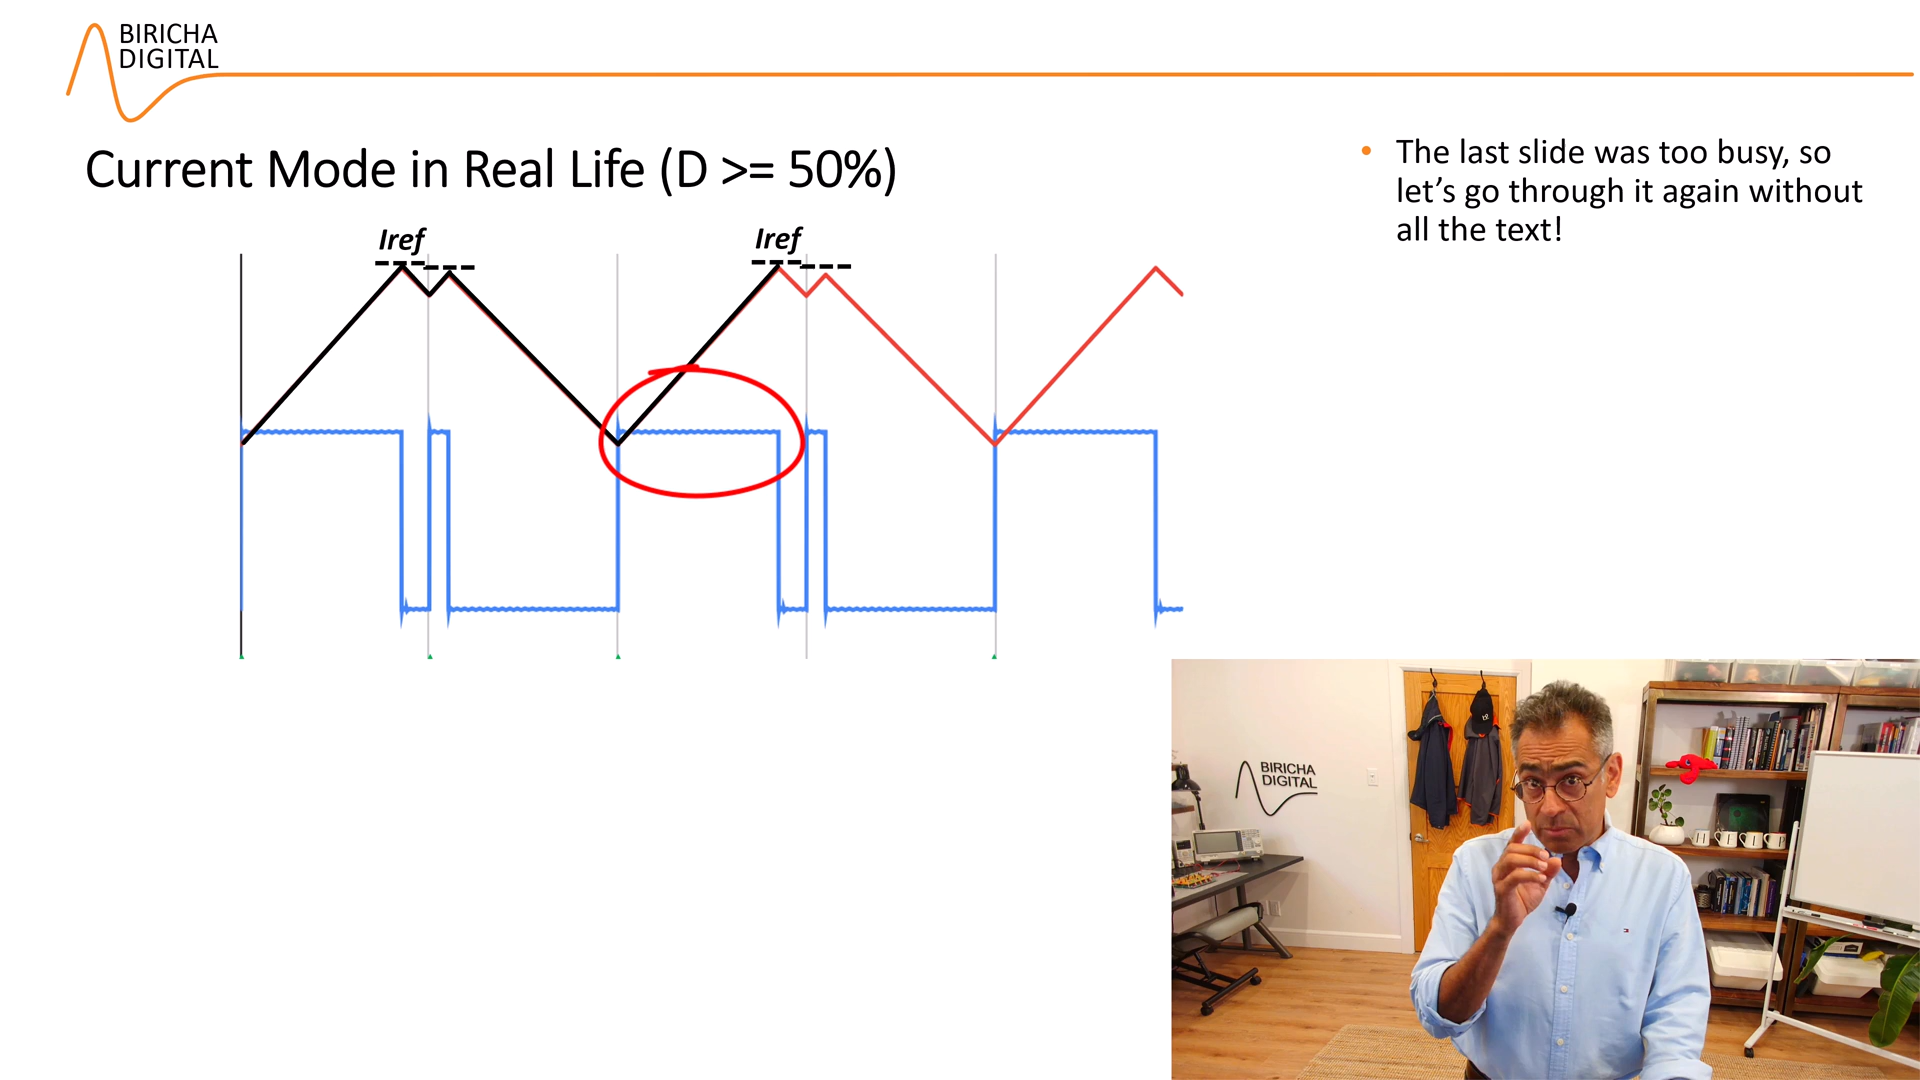 BIRICHA
DIGITAL
Current Mode in Real Life (D >= 50%)
• The last slide was too busy, so
let’s go through it again without
all the text!
Iref
Iref
BIRICHA
DIGITAL